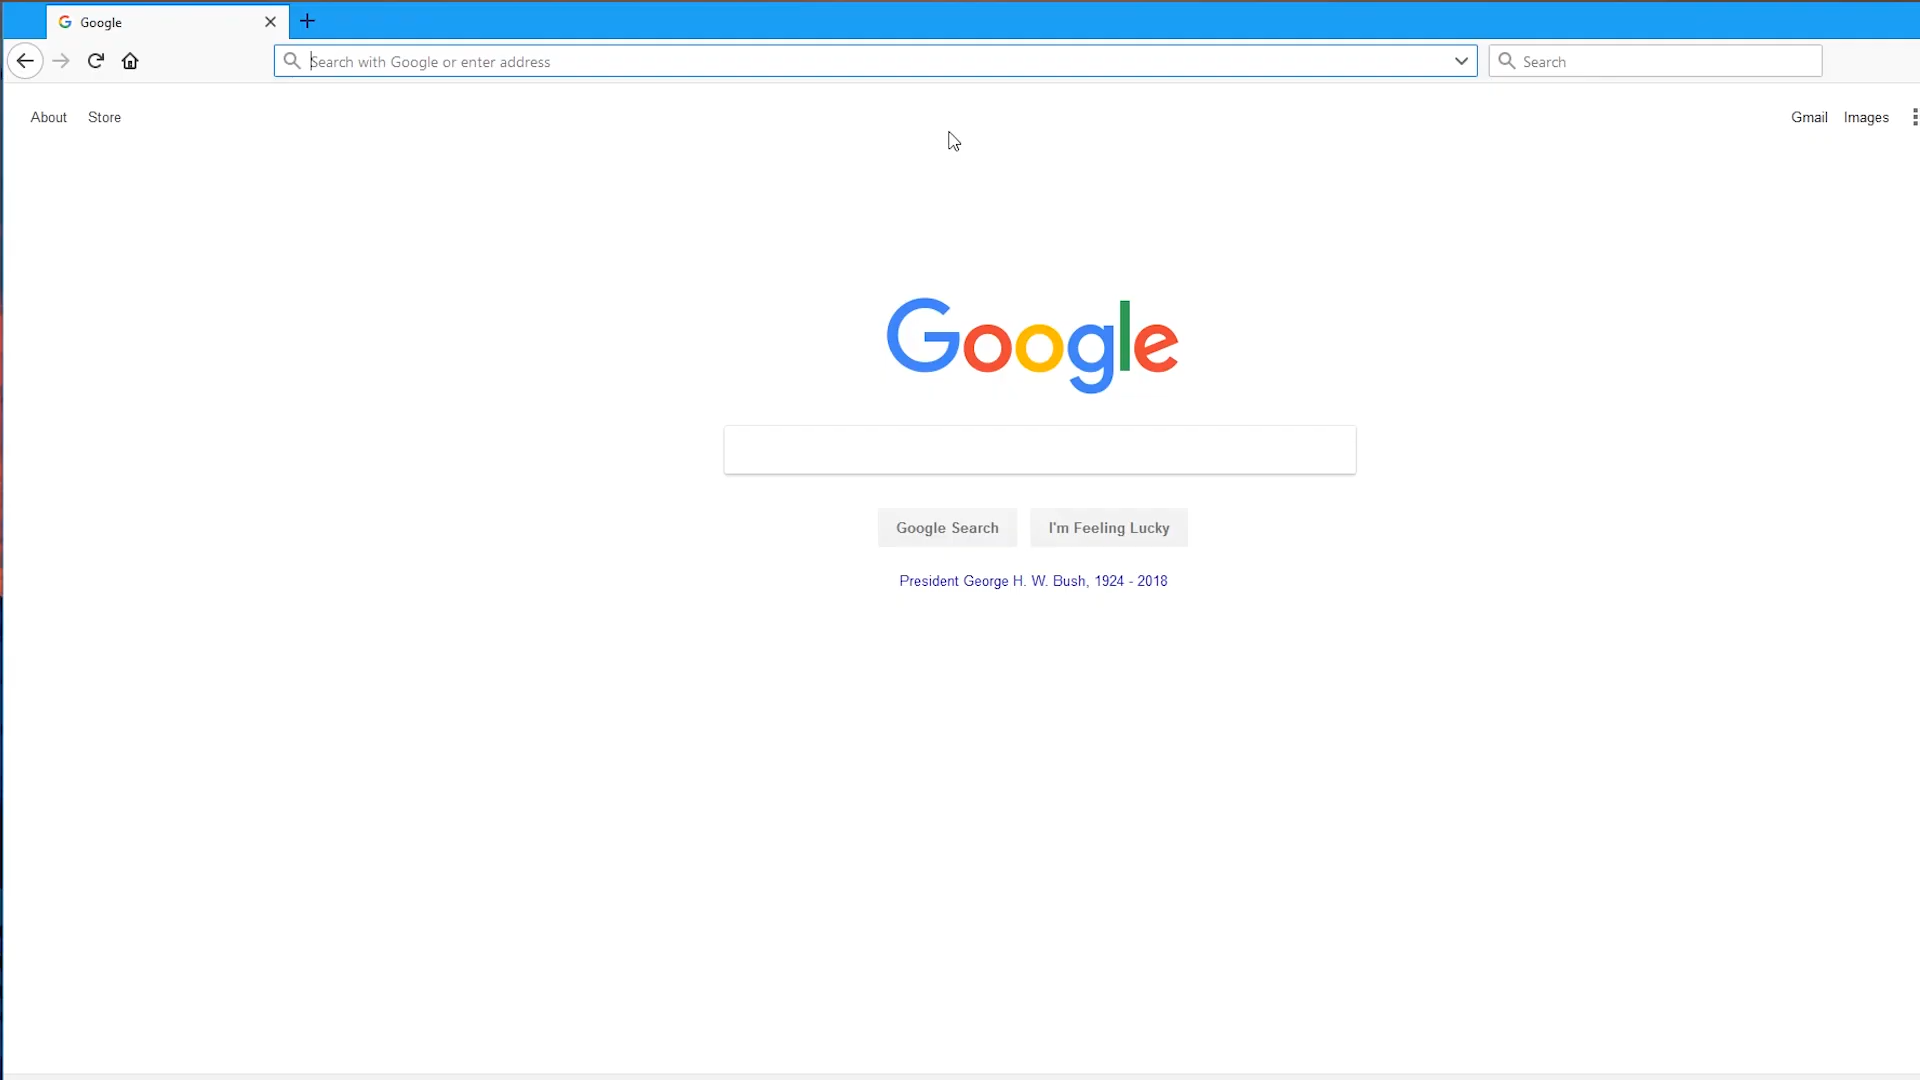 Google
Search with Google or enter address
Search
About
Store
Gmail
Images
Google
Google Search
I'm Feeling Lucky
President George H. W. Bush, 1924 - 2018